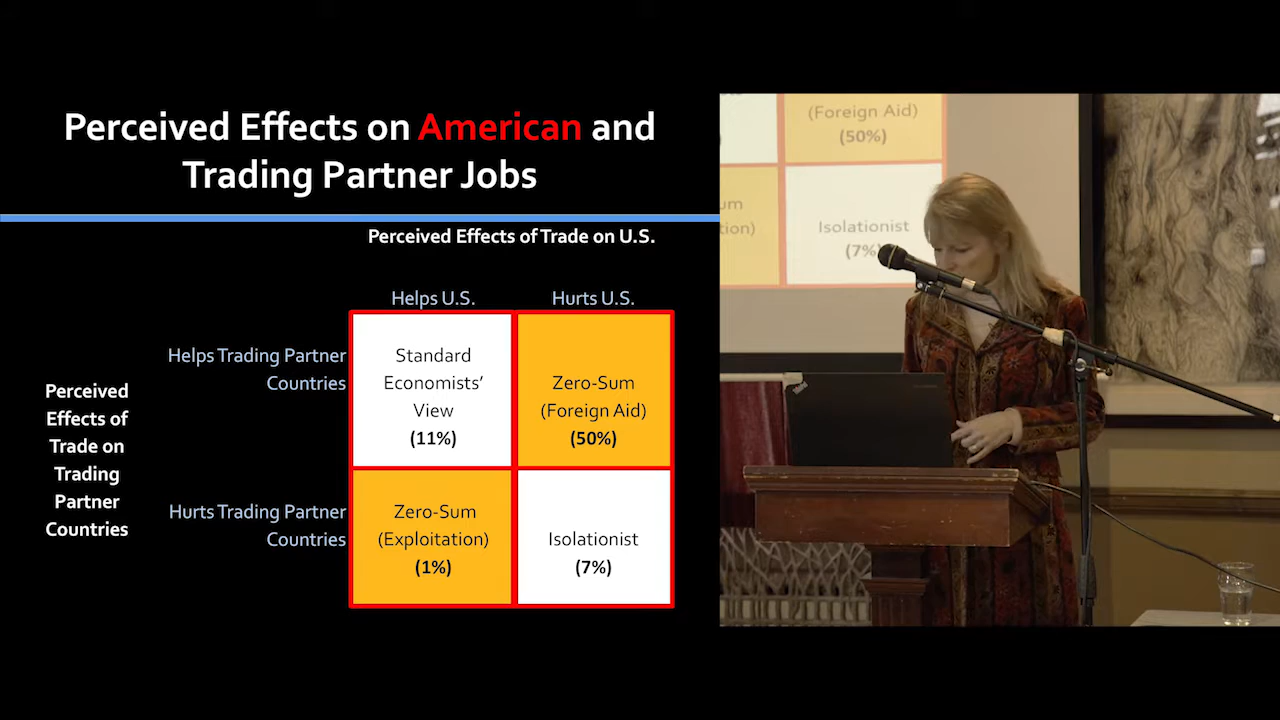 Perceived Effects on American and
Trading Partner Jobs
Perceived Effects of Trade on U.S.
Helps U.S.
Hurts U.S.
Helps Trading Partner
Countries
Standard
Economists'
View
(11%)
Zero-Sum
(Foreign Aid)
(50%)
Perceived
Effects of
Trade on
Trading
Partner
Countries
Hurts Trading Partner
Countries
Zero-Sum
(Exploitation)
(1%)
Isolationist
(7%)
(Foreign Aid)
(50%)
Isolationist
(7%)